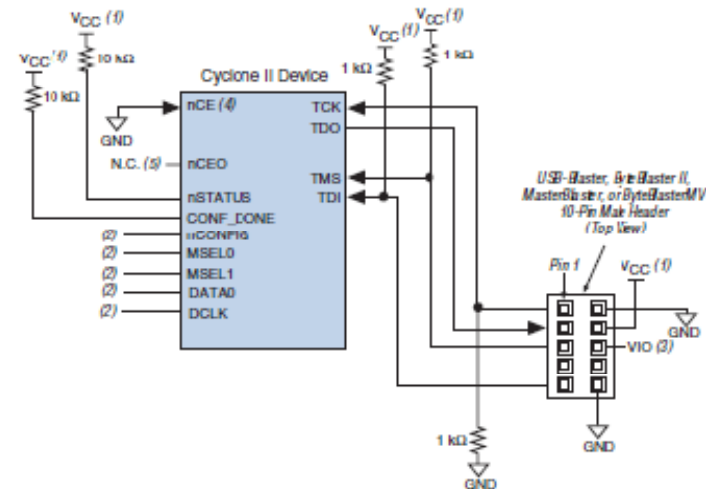 VCC (1)
VCC (1)
VCC (1)
VCC (1)
10 kΩ
10 kΩ
1 kΩ
1 kΩ
Cyclone II Device
nCE (4)
TCK
GND
TDO
N.C. (5)
nCEO
TMS
nSTATUS
TDI
CONF_DONE
(2)
nCONFIG
(2)
MSEL0
(2)
MSEL1
(2)
DATA0
(2)
DCLK
USB-Blaster, ByteBlaster II,
MasterBlaster, or ByteBlasterMV
10-Pin Male Header
(Top View)
Pin 1
VCC (1)
GND
VIO (3)
GND
1 kΩ
GND